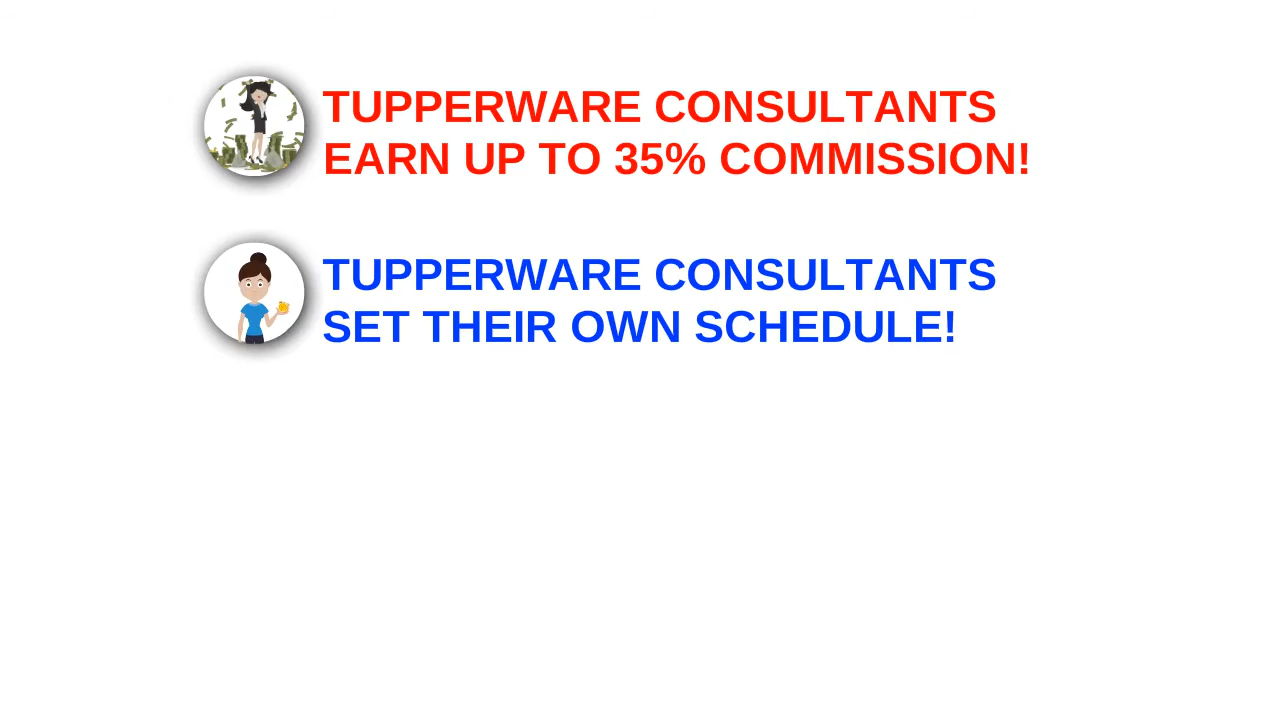 TUPPERWARE CONSULTANTS
EARN UP TO 35% COMMISSION!
TUPPERWARE CONSULTANTS
SET THEIR OWN SCHEDULE!